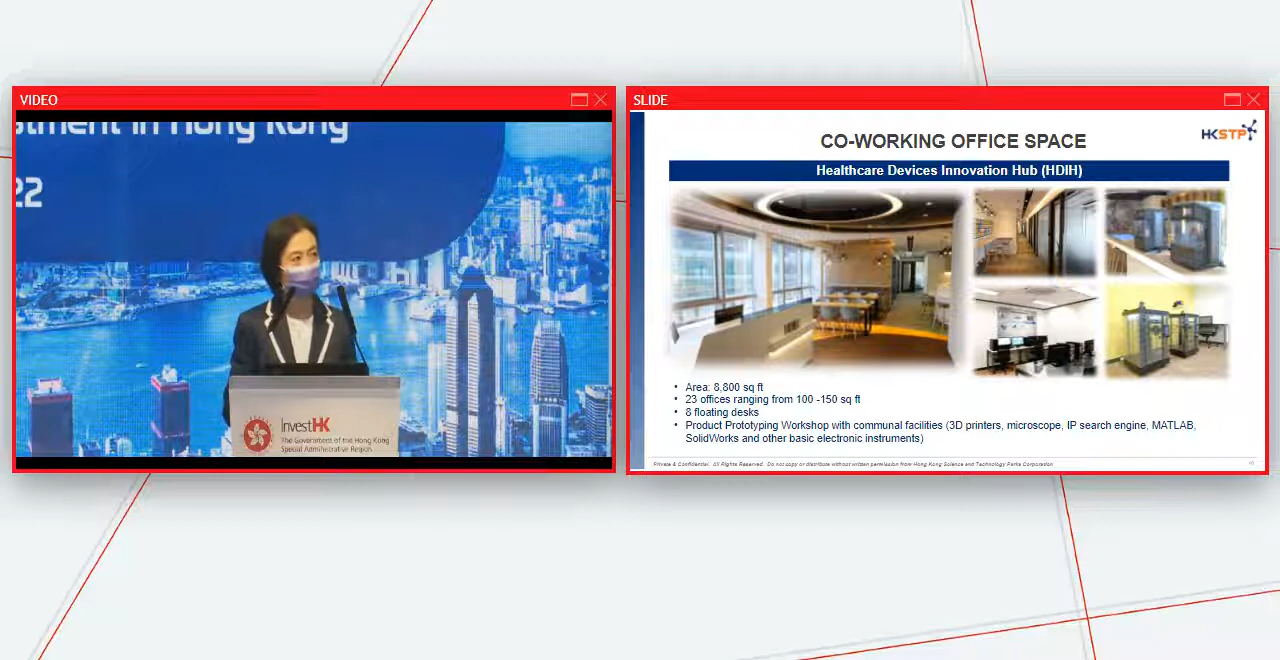 VIDEO
stment in Hong Kong
22
InvestHK
The Government of the Hong Kong
Special Administrative Region
SLIDE
HKSTP
CO-WORKING OFFICE SPACE
Healthcare Devices Innovation Hub (HDIH)
• Area: 8,800 sq ft
• 23 offices ranging from 100 -150 sq ft
• 8 floating desks
• Product Prototyping Workshop with communal facilities (3D printers, microscope, IP search engine, MATLAB,
SolidWorks and other basic electronic instruments)
Private & Confidential. All Rights Reserved. Do not copy or distribute without written permission from Hong Kong Science and Technology Parks Corporation